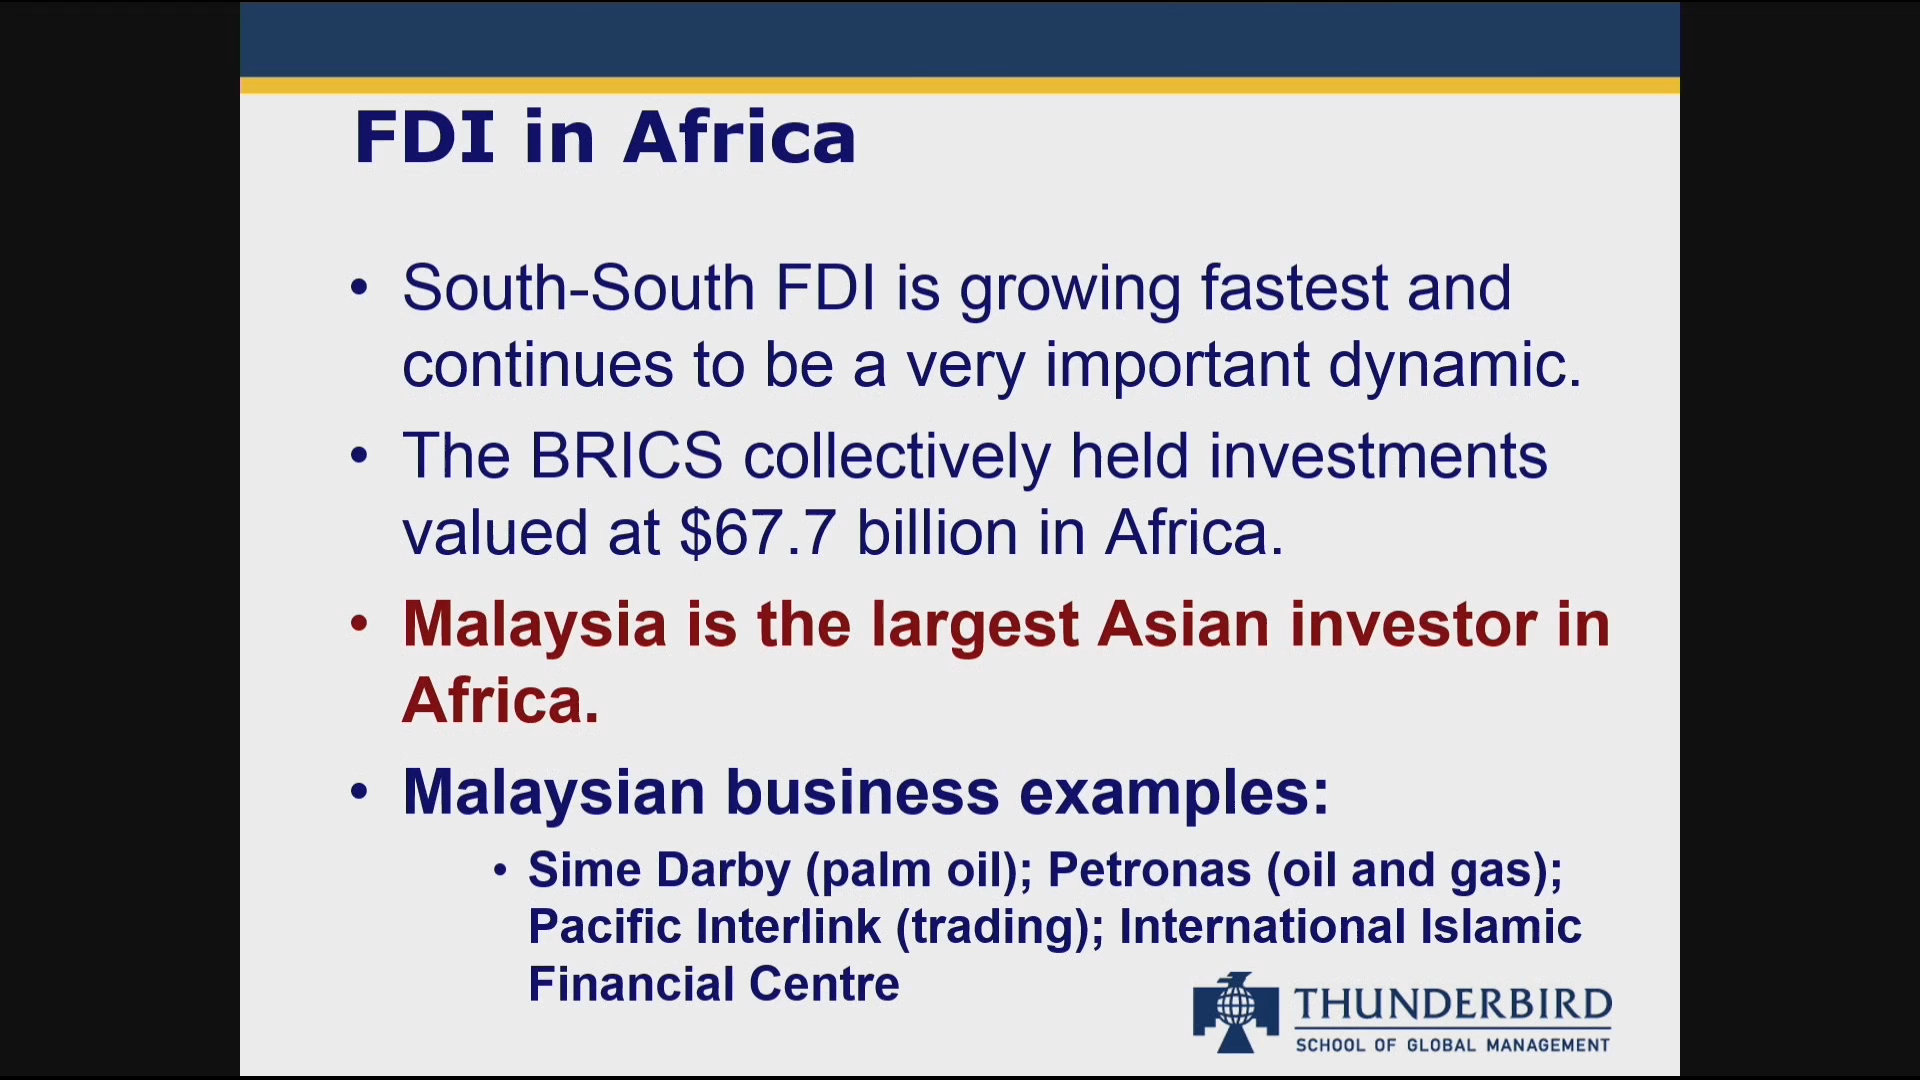 FDI in Africa
• South-South FDI is growing fastest and
continues to be a very important dynamic.
• The BRICS collectively held investments
valued at $67.7 billion in Africa.
• Malaysia is the largest Asian investor in
Africa.
• Malaysian business examples:
• Sime Darby (palm oil); Petronas (oil and gas);
Pacific Interlink (trading); International Islamic
Financial Centre
THUNDERBIRD
SCHOOL OF GLOBAL MANAGEMENT